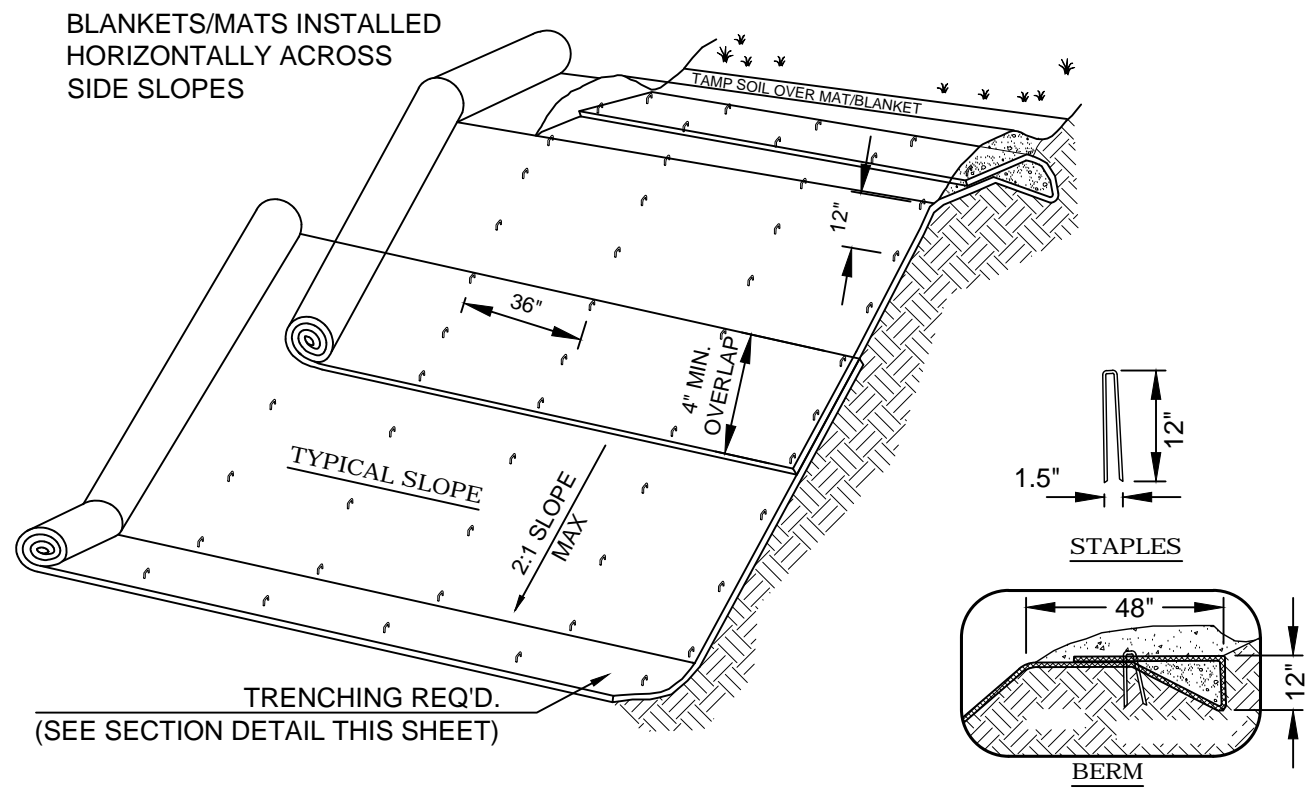 BLANKETS/MATS INSTALLED
HORIZONTALLY ACROSS
SIDE SLOPES
TAMP SOIL OVER MAT/BLANKET
12"
36"
4" MIN.
OVERLAP
TYPICAL SLOPE
2:1 SLOPE
MAX
TRENCHING REQ'D.
(SEE SECTION DETAIL THIS SHEET)
12"
1.5"
STAPLES
48"
12"
BERM